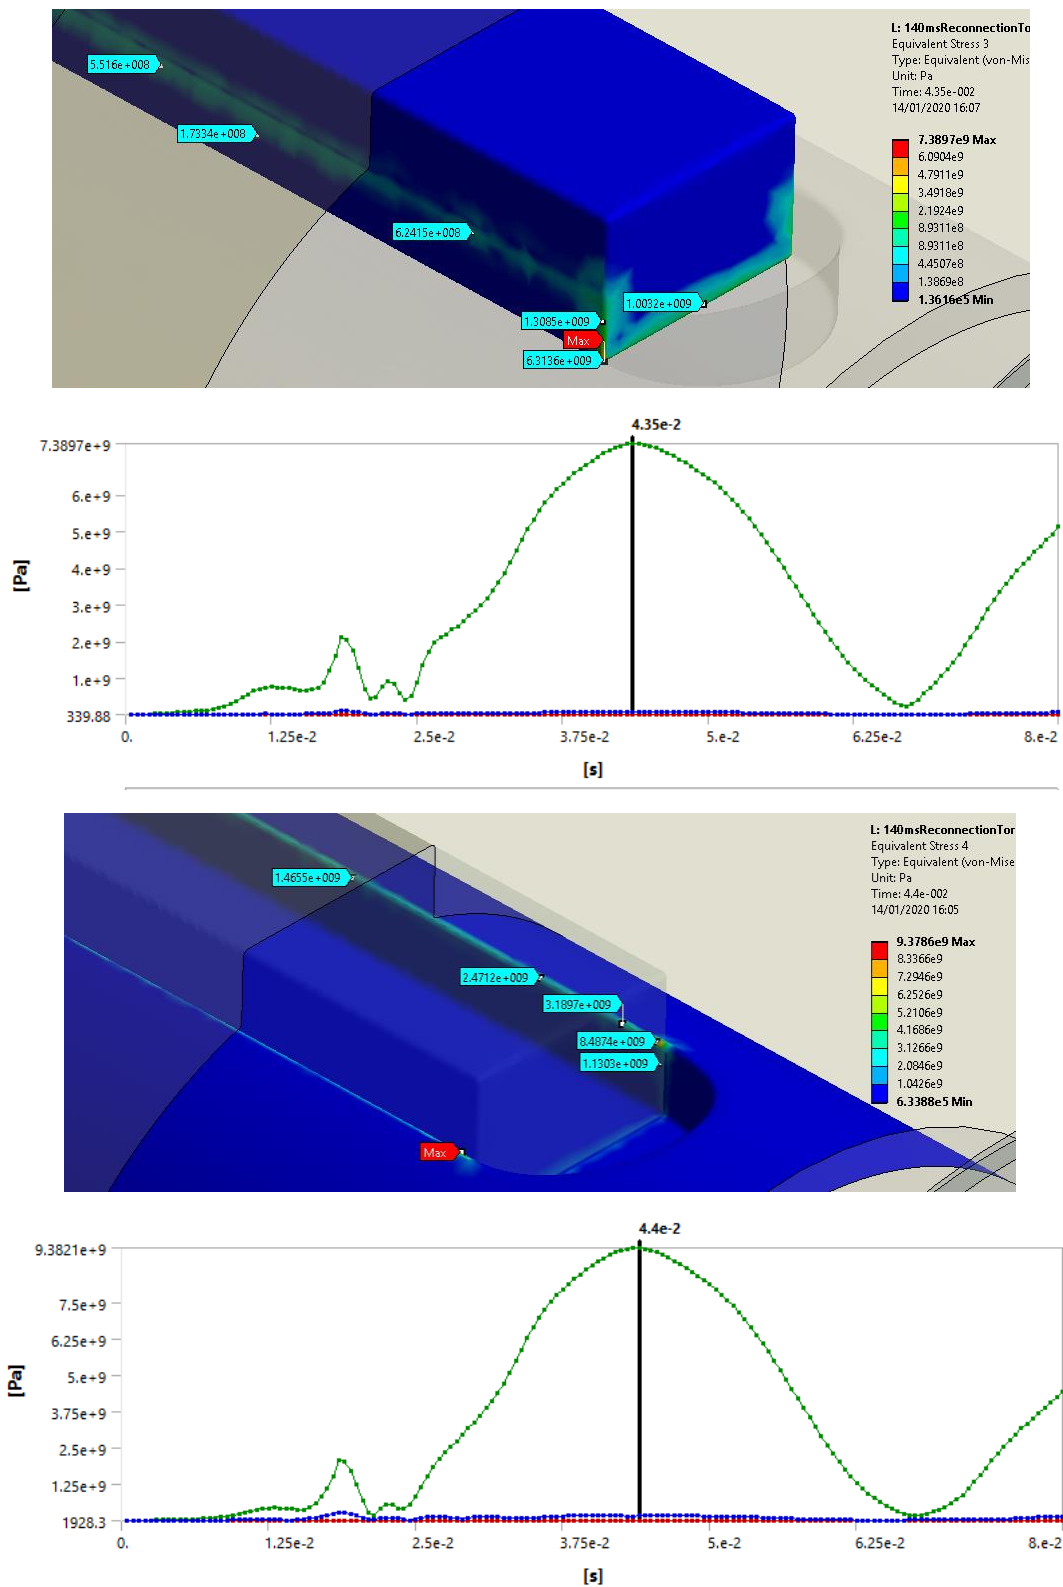 L: 140msReconnectionTo
Equivalent Stress 3
Type: Equivalent (von-Mis
Unit: Pa
Time: 4.35e-002
14/01/2020 16:07
7.3897e9 Max
6.0904e9
4.7911e9
3.4918e9
2.1924e9
8.9311e8
8.9311e8
4.4507e8
1.3869e8
1.3616e5 Min
5.516e+008
1.7334e+008
6.2415e+008
1.0032e+009
1.3085e+009
Max
6.3136e+009
4.35e-2
7.3897e+9
6.e+9
5.e+9
4.e+9
3.e+9
2.e+9
1.e+9
339.88
[Pa]
0.
1.25e-2
2.5e-2
3.75e-2
5.e-2
6.25e-2
8.e-2
[s]
L: 140msReconnectionTor
Equivalent Stress 4
Type: Equivalent (von-Mise
Unit: Pa
Time: 4.4e-002
14/01/2020 16:05
9.3786e9 Max
8.3366e9
7.2946e9
6.2526e9
5.2106e9
4.1686e9
3.1266e9
2.0846e9
1.0426e9
6.3388e5 Min
1.4655e+009
2.4712e+009
3.1897e+009
8.4874e+009
1.1303e+009
Max
4.4e-2
9.3821e+9
7.5e+9
6.25e+9
5.e+9
3.75e+9
2.5e+9
1.25e+9
1928.3
[Pa]
0.
1.25e-2
2.5e-2
3.75e-2
5.e-2
6.25e-2
8.e-2
[s]